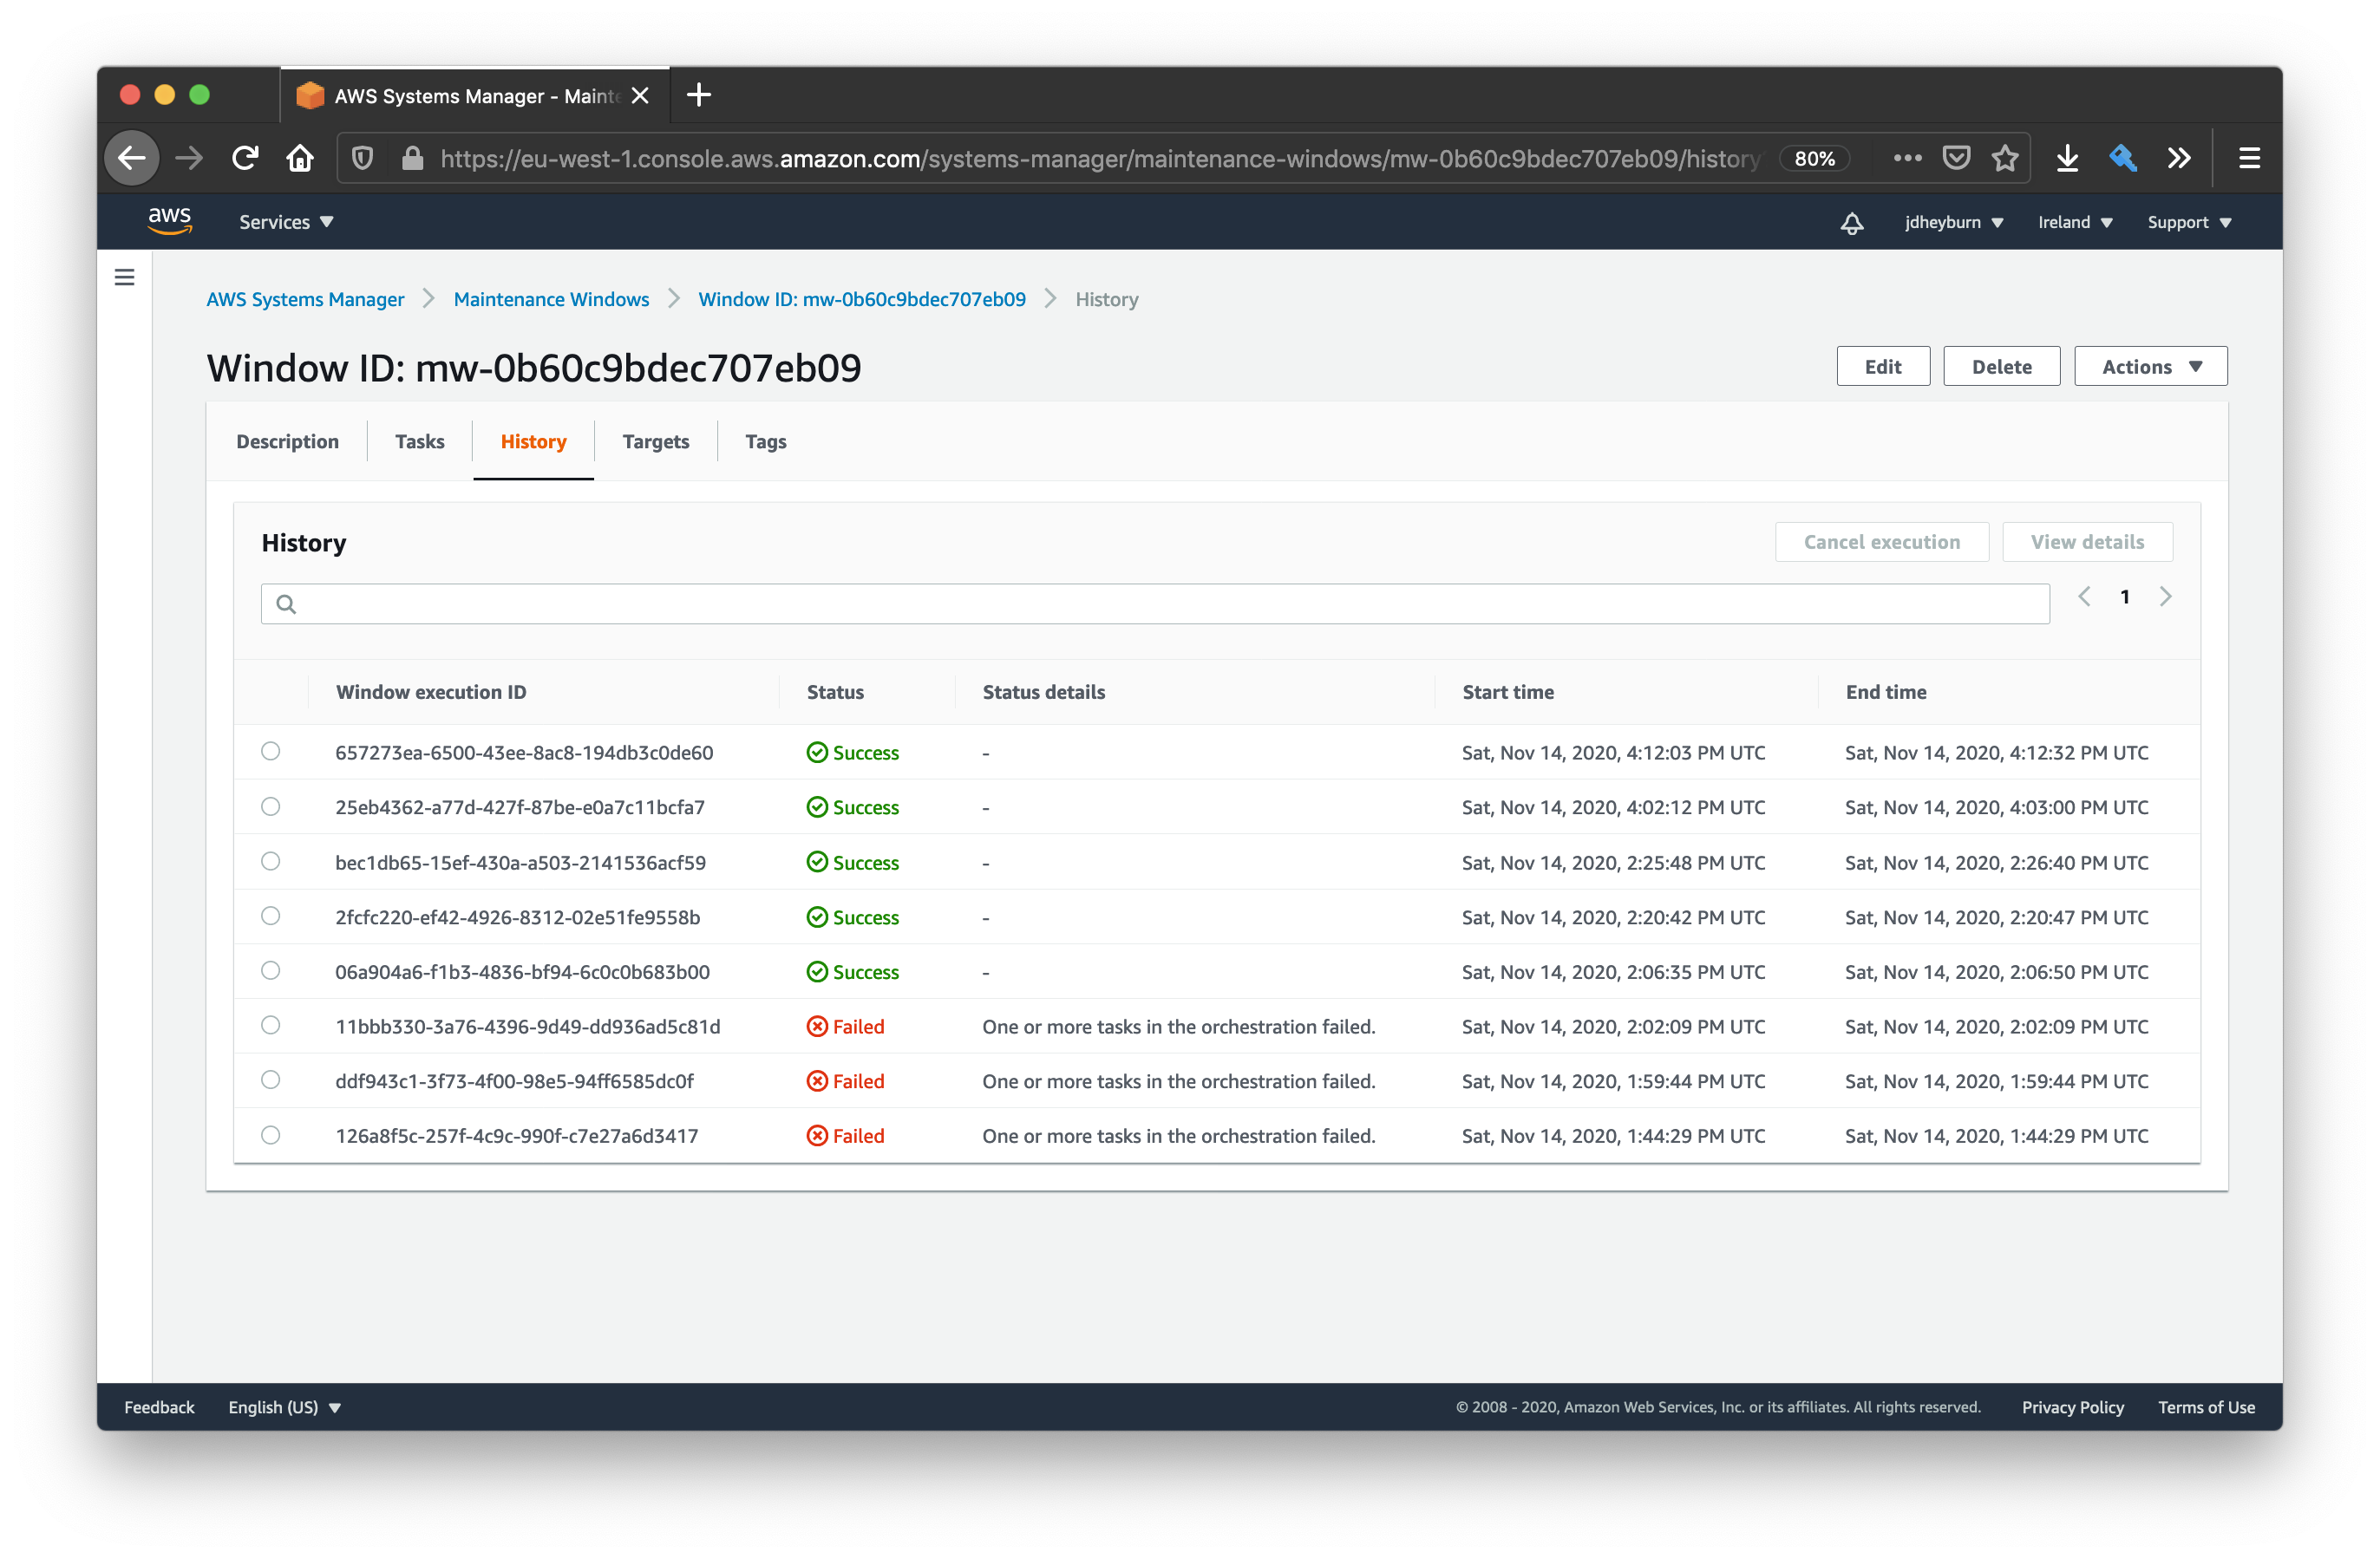 AWS Systems Manager - Mainte
https://eu-west-1.console.aws.amazon.com/systems-manager/maintenance-windows/mw-0b60c9bdec707eb09/history 80%
aws Services jdheyburn Ireland Support
AWS Systems Manager Maintenance Windows Window ID: mw-0b60c9bdec707eb09 History
Window ID: mw-0b60c9bdec707eb09 Edit Delete Actions
Description Tasks History Targets Tags
History Cancel execution View details
1
Window execution ID Status Status details Start time End time
657273ea-6500-43ee-8ac8-194db3c0de60 Success - Sat, Nov 14, 2020, 4:12:03 PM UTC Sat, Nov 14, 2020, 4:12:32 PM UTC
25eb4362-a77d-427f-87be-e0a7c11bcfa7 Success - Sat, Nov 14, 2020, 4:02:12 PM UTC Sat, Nov 14, 2020, 4:03:00 PM UTC
bec1db65-15ef-430a-a503-2141536acf59 Success - Sat, Nov 14, 2020, 2:25:48 PM UTC Sat, Nov 14, 2020, 2:26:40 PM UTC
2fcfc220-ef42-4926-8312-02e51fe9558b Success - Sat, Nov 14, 2020, 2:20:42 PM UTC Sat, Nov 14, 2020, 2:20:47 PM UTC
06a904a6-f1b3-4836-bf94-6c0c0b683b00 Success - Sat, Nov 14, 2020, 2:06:35 PM UTC Sat, Nov 14, 2020, 2:06:50 PM UTC
11bbb330-3a76-4396-9d49-dd936ad5c81d Failed One or more tasks in the orchestration failed. Sat, Nov 14, 2020, 2:02:09 PM UTC Sat, Nov 14, 2020, 2:02:09 PM UTC
ddf943c1-3f73-4f00-98e5-94ff6585dc0f Failed One or more tasks in the orchestration failed. Sat, Nov 14, 2020, 1:59:44 PM UTC Sat, Nov 14, 2020, 1:59:44 PM UTC
126a8f5c-257f-4c9c-990f-c7e27a6d3417 Failed One or more tasks in the orchestration failed. Sat, Nov 14, 2020, 1:44:29 PM UTC Sat, Nov 14, 2020, 1:44:29 PM UTC
Feedback English (US) © 2008 - 2020, Amazon Web Services, Inc. or its affiliates. All rights reserved. Privacy Policy Terms of Use